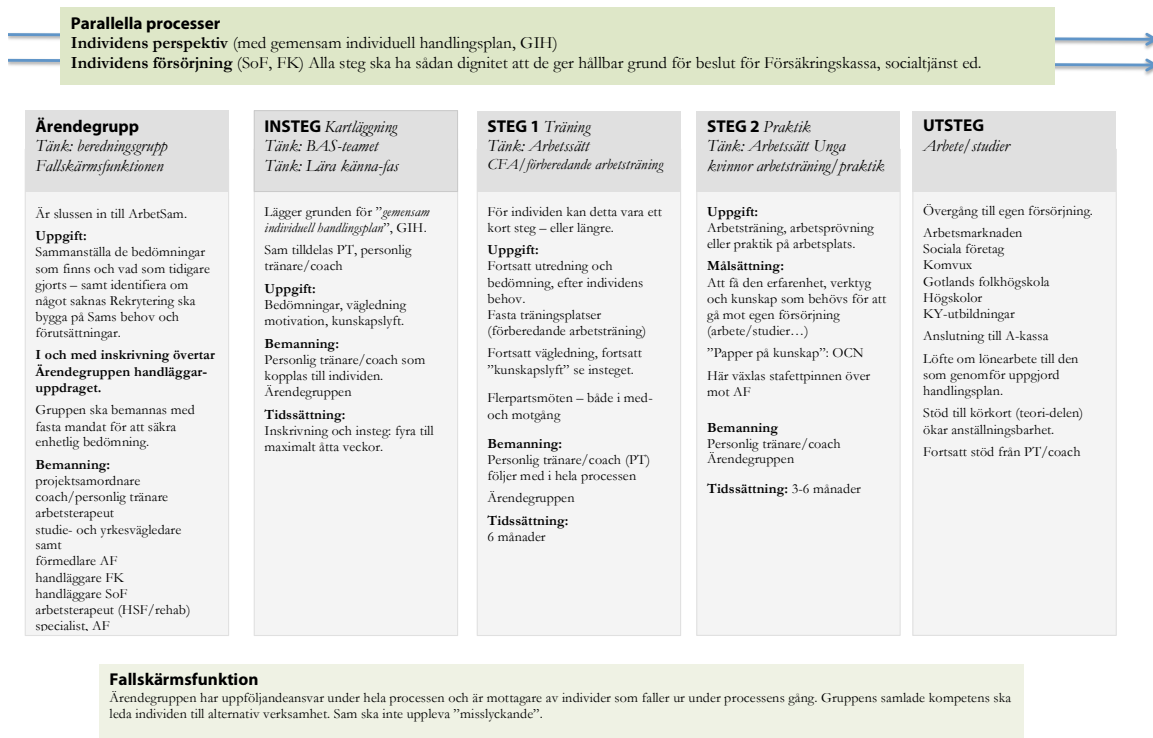 Parallella processer
Individens perspektiv (med gemensam individuell handlingsplan, GIH)
Individens försörjning (SoF, FK) Alla steg ska ha sådan dignitet att de ger hållbar grund för beslut för Försäkringskassa, socialtjänst ed.
Ärendegrupp
Tänk: beredningsgrupp
Fallskärmsfunktionen
Är slussen in till ArbetSam.
Uppgift:
Sammanställa de bedömningar
som finns och vad som tidigare
gjorts – samt identifiera om
något saknas Rekrytering ska
bygga på Sams behov och
förutsättningar.
I och med inskrivning övertar
Ärendegruppen handläggar-
uppdraget.
Gruppen ska bemannas med
fasta mandat för att säkra
enhetlig bedömning.
Bemanning:
projektsamordnare
coach/personlig tränare
arbetsterapeut
studie- och yrkesvägledare
samt
förmedlare AF
handläggare FK
handläggare SoF
arbetsterapeut (HSF/rehab)
specialist, AF
INSTEG Kartläggning
Tänk: BAS-teamet
Tänk: Lära känna-fas
Lägger grunden för ”gemensam
individuell handlingsplan”, GIH.
Sam tilldelas PT, personlig
tränare/coach
Uppgift:
Bedömningar, vägledning
motivation, kunskapslyft.
Bemanning:
Personlig tränare/coach som
kopplas till individen.
Ärendegruppen
Tidssättning:
Inskrivning och insteg: fyra till
maximalt åtta veckor.
STEG 1 Träning
Tänk: Arbetssätt
CFA/förberedande arbetsträning
För individen kan detta vara ett
kort steg – eller längre.
Uppgift:
Fortsatt utredning och
bedömning, efter individens
behov.
Fasta träningsplatser
(förberedande arbetsträning)
Fortsatt vägledning, fortsatt
”kunskapslyft” se insteget.
Flerpartsmöten – både i med-
och motgång
Bemanning:
Personlig tränare/coach (PT)
följer med i hela processen
Ärendegruppen
Tidssättning:
6 månader
STEG 2 Praktik
Tänk: Arbetssätt Unga
kvinnor arbetsträning/praktik
Uppgift:
Arbetsträning, arbetsprövning
eller praktik på arbetsplats.
Målsättning:
Att få den erfarenhet, verktyg
och kunskap som behövs för att
gå mot egen försörjning
(arbete/studier…)
”Papper på kunskap”: OCN
Här växlas stafettpinnen över
mot AF
Bemanning
Personlig tränare/coach
Ärendegruppen
Tidssättning: 3-6 månader
UTSTEG
Arbete/studier
Övergång till egen försörjning.
Arbetsmarknaden
Sociala företag
Komvux
Gotlands folkhögskola
Högskolor
KY-utbildningar
Anslutning till A-kassa
Löfte om lönearbete till den
som genomför uppgjord
handlingsplan.
Stöd till körkort (teori-delen)
ökar anställningsbarhet.
Fortsatt stöd från PT/coach
Fallskärmsfunktion
Ärendegruppen har uppföljandeansvar under hela processen och är mottagare av individer som faller ur under processens gång. Gruppens samlade kompetens ska
leda individen till alternativ verksamhet. Sam ska inte uppleva ”misslyckande”.